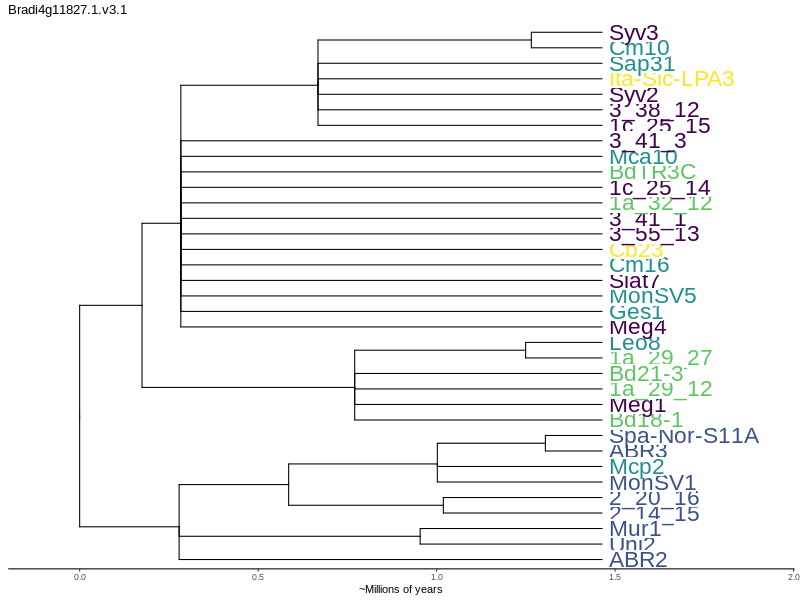 Bradi4g11827.1.v3.1
Syv3
Cm10
Sap31
Ita-Sic-LPA3
Syv2
3_38_12
1c_25_15
3_41_3
Mca10
BdTR3C
1c_25_14
1a_32_12
3_41_1
3_55_13
Cb23
Cm16
Siat7
MonSV5
Ges1
Meg4
Leo8
1a_29_27
Bd21-3
1a_29_12
Meg1
Bd18-1
Spa-Nor-S11A
ABR3
Mcp2
MonSV1
2_20_16
2_14_15
Mur1
Uni2
ABR2
0.0 0.5 1.0 1.5 2.0
~Millions of years